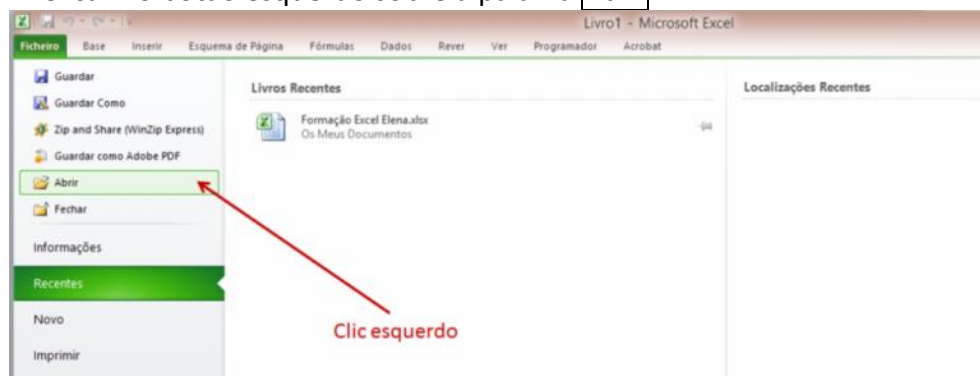 Livro1 - Microsoft Excel
Ficheiro Base Inserir Esquema de Página Fórmulas Dados Rever Ver Programador Acrobat
Guardar
Guardar Como
Zip and Share (WinZip Express)
Guardar como Adobe PDF
Abrir
Fechar
Informações
Recentes
Novo
Imprimir
Livros Recentes
Formação Excel Elena.xlsx
Os Meus Documentos
Localizações Recentes
Clic esquerdo